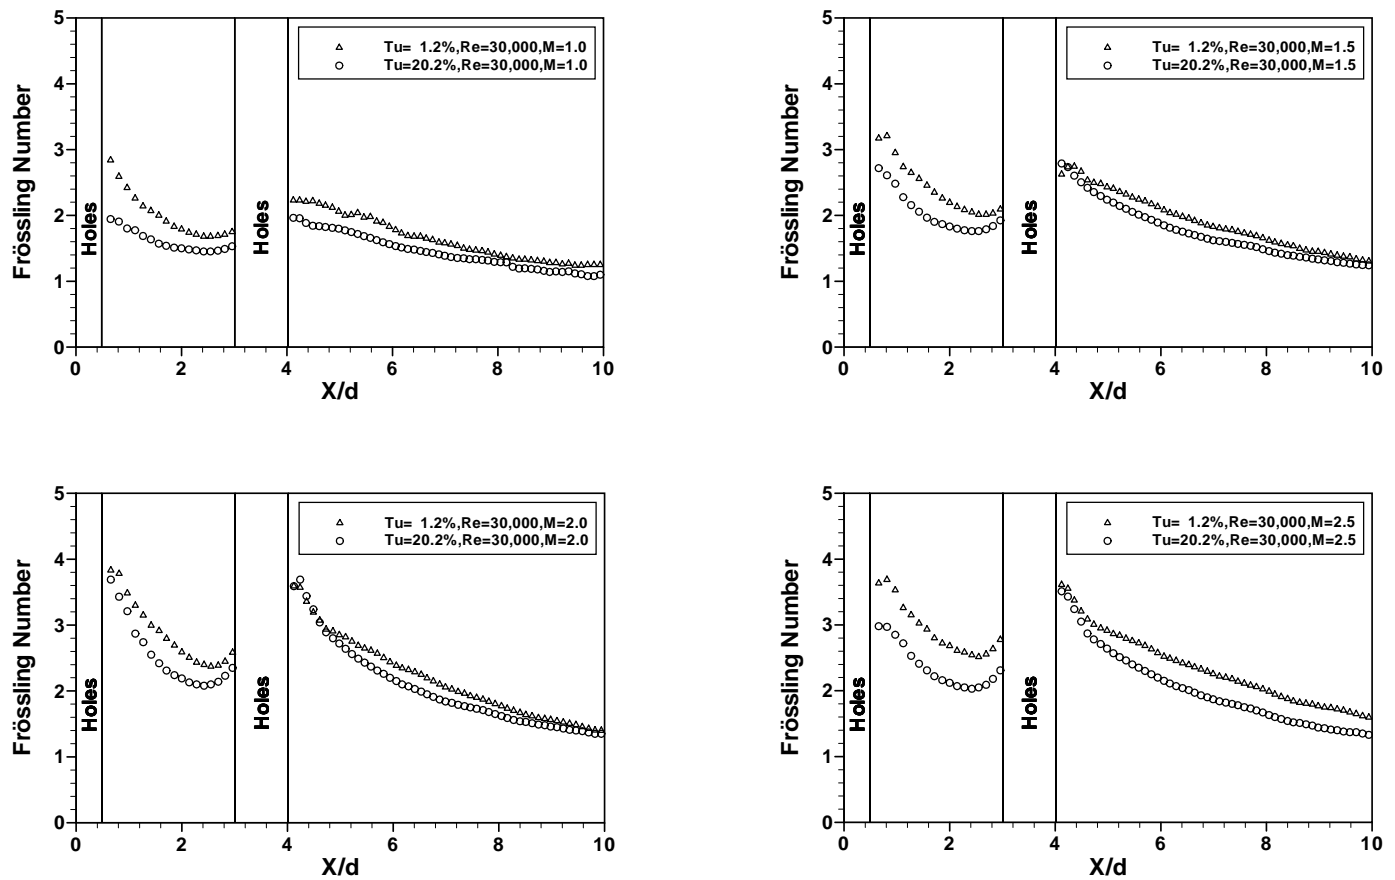 5
4
3
2
1
0
Frössling Number
Holes
Holes
Tu= 1.2%,Re=30,000,M=1.0
Tu=20.2%,Re=30,000,M=1.0
0 2 4 6 8 10
X/d
5
4
3
2
1
0
Frössling Number
Holes
Holes
Tu= 1.2%,Re=30,000,M=1.5
Tu=20.2%,Re=30,000,M=1.5
0 2 4 6 8 10
X/d
5
4
3
2
1
0
Frössling Number
Holes
Holes
Tu= 1.2%,Re=30,000,M=2.0
Tu=20.2%,Re=30,000,M=2.0
0 2 4 6 8 10
X/d
5
4
3
2
1
0
Frössling Number
Holes
Holes
Tu= 1.2%,Re=30,000,M=2.5
Tu=20.2%,Re=30,000,M=2.5
0 2 4 6 8 10
X/d